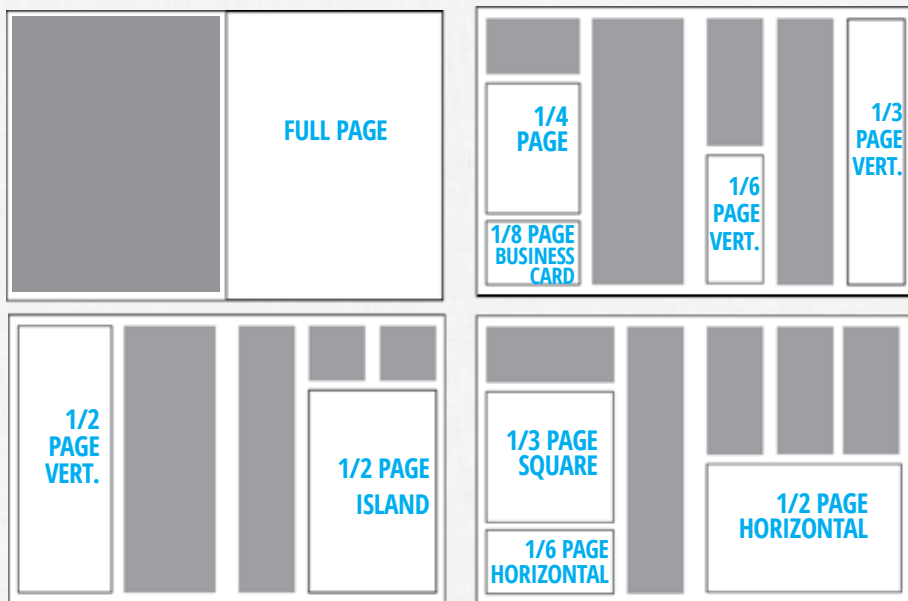 FULL PAGE
1/4
PAGE
1/8 PAGE
BUSINESS
CARD
1/6
PAGE
VERT.
1/3
PAGE
VERT.
1/2
PAGE
VERT.
1/2 PAGE
ISLAND
1/3 PAGE
SQUARE
1/6 PAGE
HORIZONTAL
1/2 PAGE
HORIZONTAL